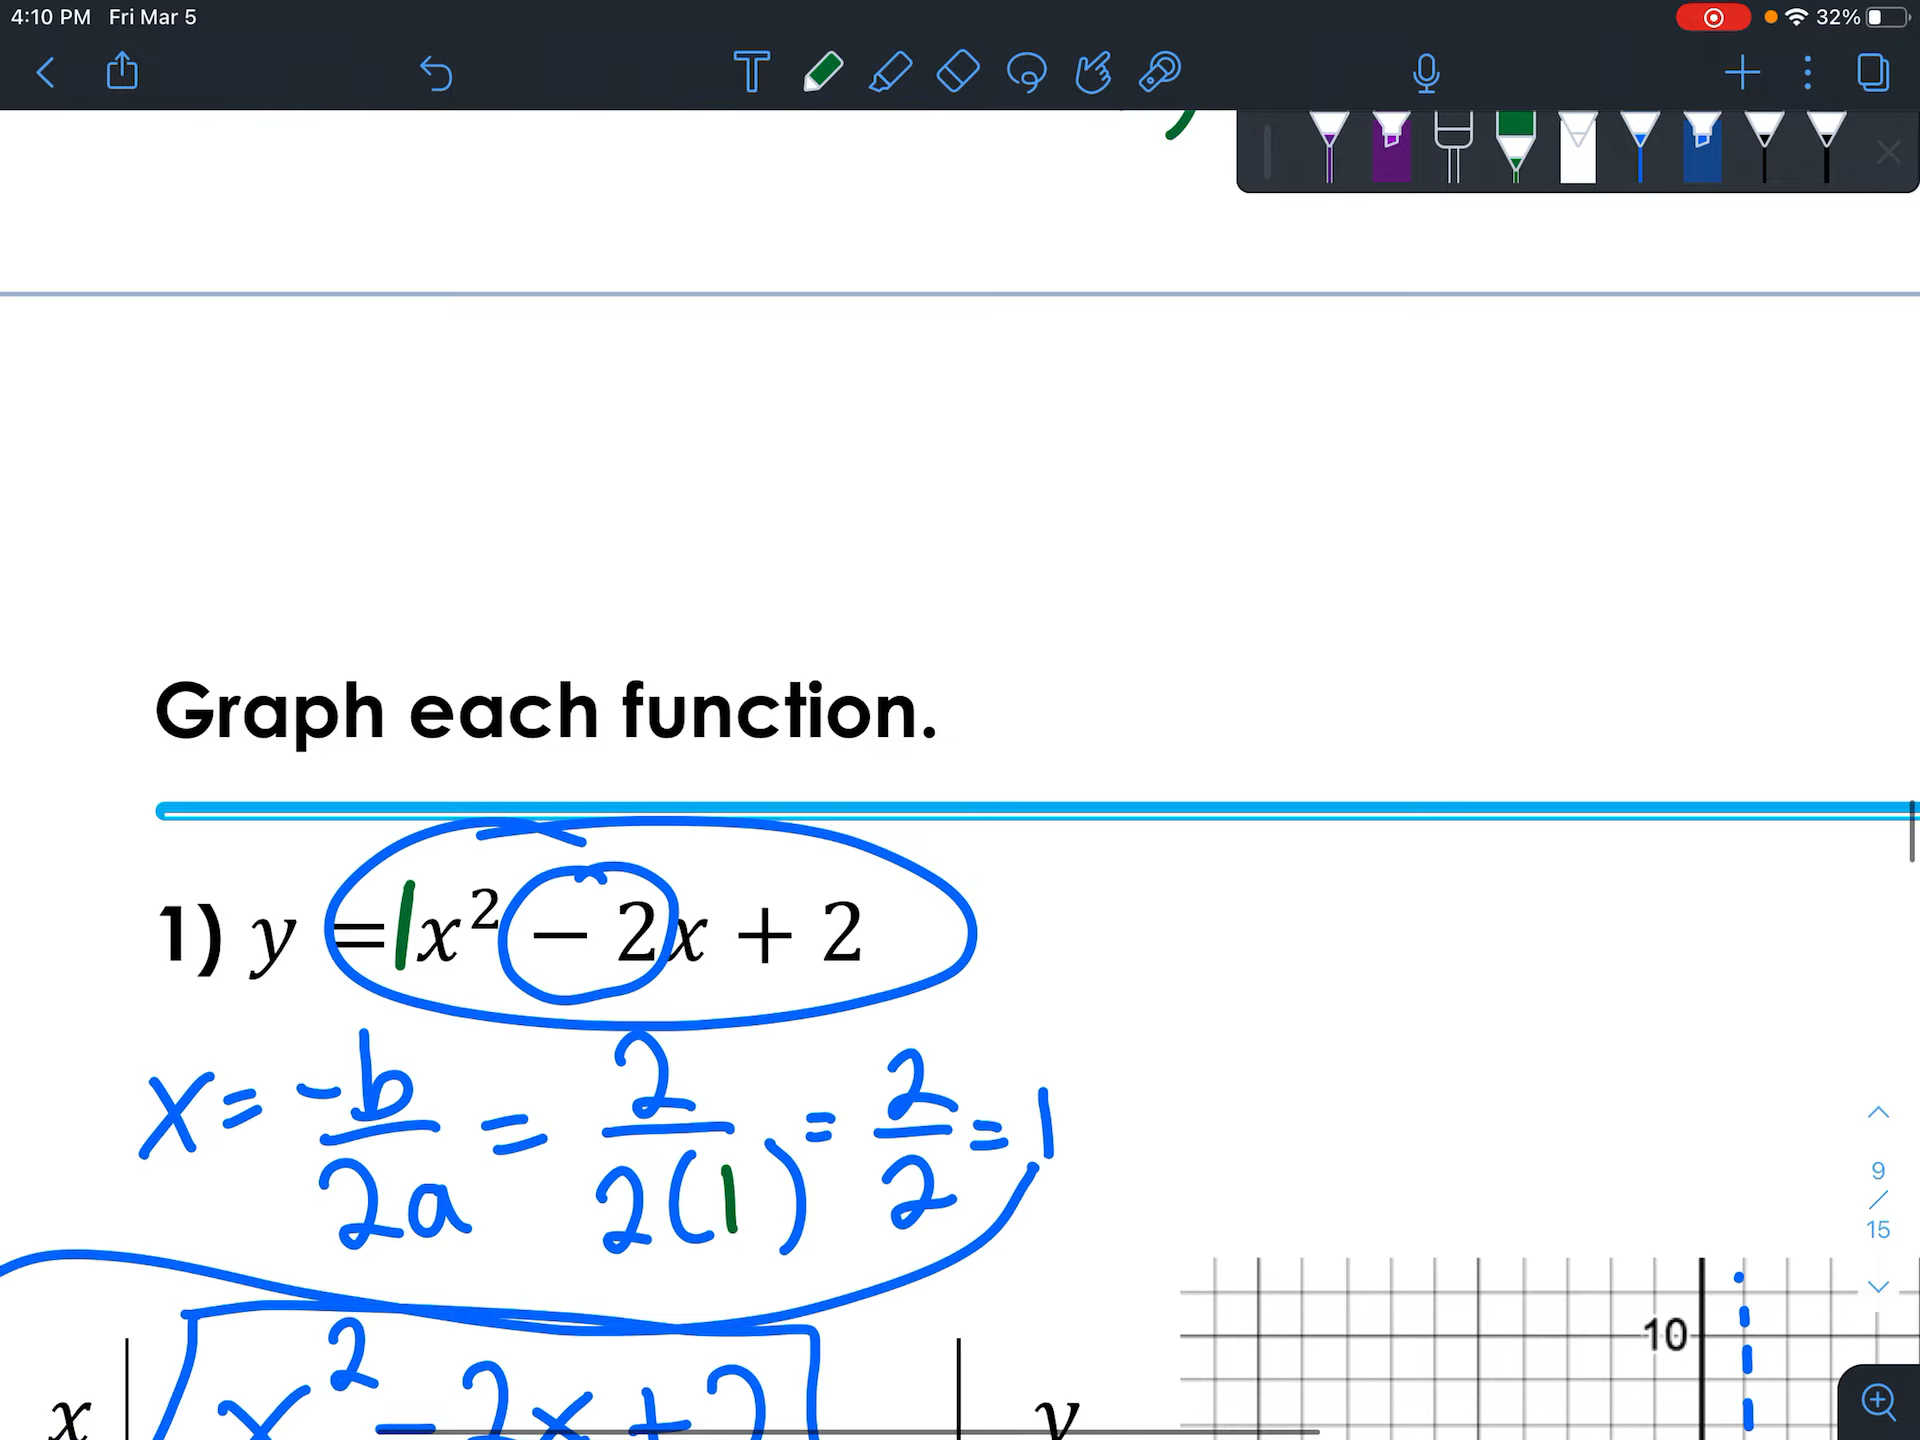 4:10 PM Fri Mar 5 32%
Graph each function.
1) y = 1x² − 2x + 2
x = -b/2a = 2/2(1) = 2/2 = 1
9
/
15
10
x x² - 2x + 2 y